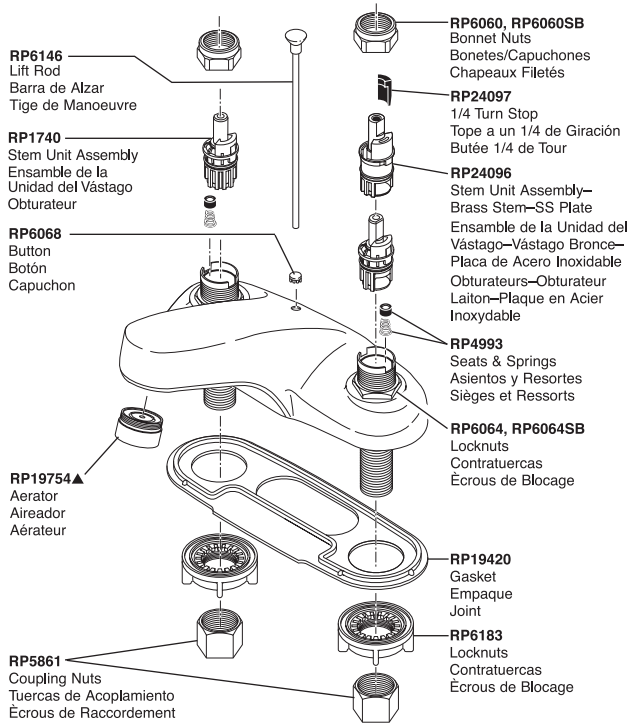 RP6146
Lift Rod
Barra de Alzar
Tige de Manoeuvre
RP1740
Stem Unit Assembly
Ensamble de la
Unidad del Vástago
Obturateur
RP6068
Button
Botón
Capuchon
RP19754▲
Aerator
Aireador
Aérateur
RP5861
Coupling Nuts
Tuercas de Acoplamiento
Ècrous de Raccordement
RP6060, RP6060SB
Bonnet Nuts
Bonetes/Capuchones
Chapeaux Filetés
RP24097
1/4 Turn Stop
Tope a un 1/4 de Giración
Butée 1/4 de Tour
RP24096
Stem Unit Assembly–
Brass Stem–SS Plate
Ensamble de la Unidad del
Vástago–Vástago Bronce–
Placa de Acero Inoxidable
Obturateurs–Obturateur
Laiton–Plaque en Acier
Inoxydable
RP4993
Seats & Springs
Asientos y Resortes
Sièges et Ressorts
RP6064, RP6064SB
Locknuts
Contratuercas
Ècrous de Blocage
RP19420
Gasket
Empaque
Joint
RP6183
Locknuts
Contratuercas
Ècrous de Blocage